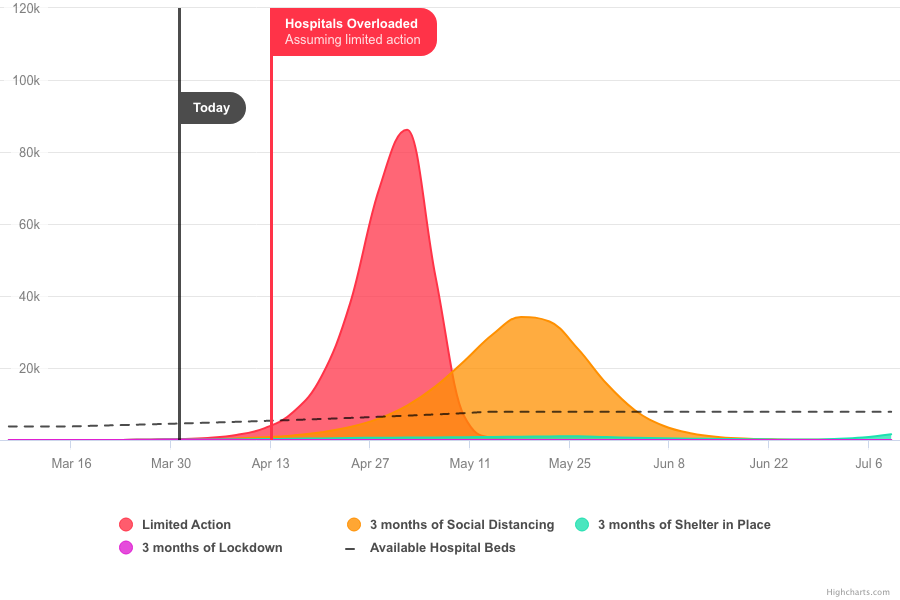 120k
Hospitals Overloaded
Assuming limited action
100k
Today
80k
60k
40k
20k
Mar 16 Mar 30 Apr 13 Apr 27 May 11 May 25 Jun 8 Jun 22 Jul 6
Limited Action 3 months of Social Distancing 3 months of Shelter in Place
3 months of Lockdown Available Hospital Beds
Highcharts.com